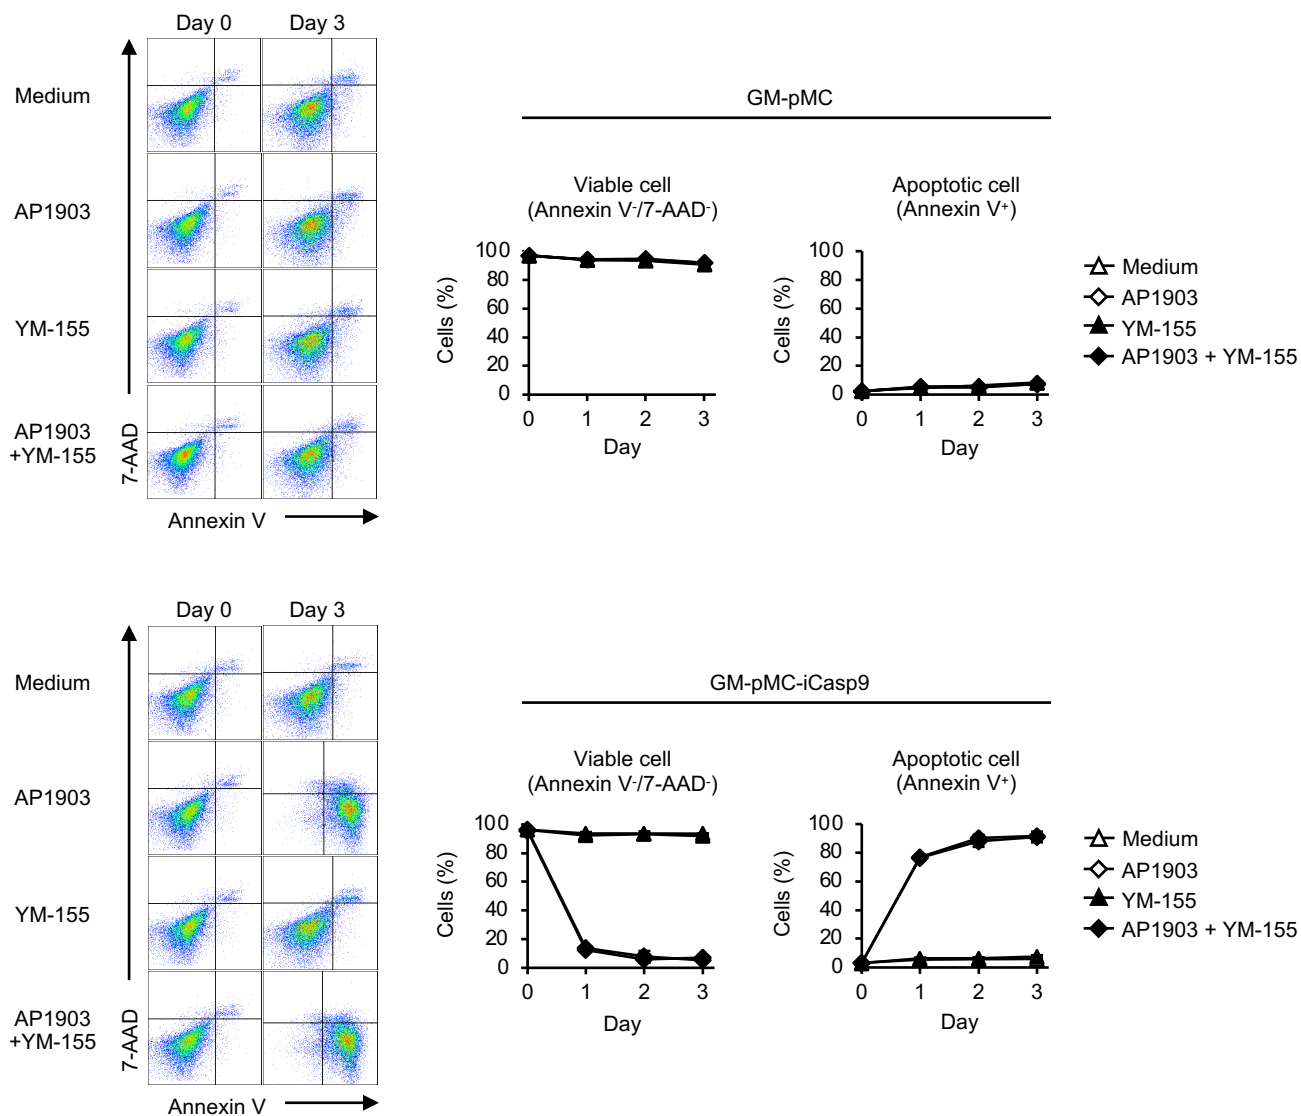 Day 0 Day 3
Medium
AP1903
YM-155
AP1903
+YM-155
7-AAD
Annexin V
GM-pMC
Viable cell
(Annexin V⁻/7-AAD⁻)
Cells (%)
100
80
60
40
20
0
0 1 2 3
Day
Apoptotic cell
(Annexin V⁺)
Cells (%)
100
80
60
40
20
0
0 1 2 3
Day
Medium
AP1903
YM-155
AP1903 + YM-155
Day 0 Day 3
Medium
AP1903
YM-155
AP1903
+YM-155
7-AAD
Annexin V
GM-pMC-iCasp9
Viable cell
(Annexin V⁻/7-AAD⁻)
Cells (%)
100
80
60
40
20
0
0 1 2 3
Day
Apoptotic cell
(Annexin V⁺)
Cells (%)
100
80
60
40
20
0
0 1 2 3
Day
Medium
AP1903
YM-155
AP1903 + YM-155